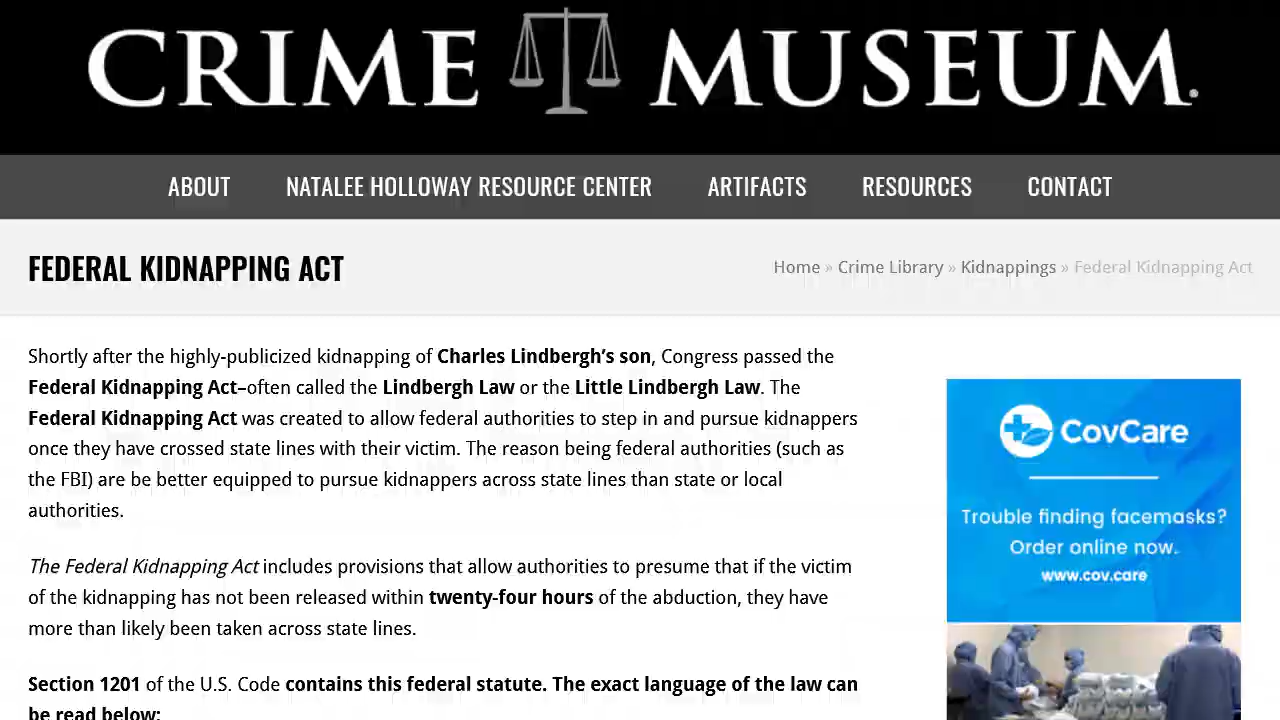 CRIME MUSEUM.
ABOUT NATALEE HOLLOWAY RESOURCE CENTER ARTIFACTS RESOURCES CONTACT
FEDERAL KIDNAPPING ACT
Home » Crime Library » Kidnappings » Federal Kidnapping Act
Shortly after the highly-publicized kidnapping of Charles Lindbergh’s son, Congress passed the
Federal Kidnapping Act–often called the Lindbergh Law or the Little Lindbergh Law. The
Federal Kidnapping Act was created to allow federal authorities to step in and pursue kidnappers
once they have crossed state lines with their victim. The reason being federal authorities (such as
the FBI) are be better equipped to pursue kidnappers across state lines than state or local
authorities.
The Federal Kidnapping Act includes provisions that allow authorities to presume that if the victim
of the kidnapping has not been released within twenty-four hours of the abduction, they have
more than likely been taken across state lines.
Section 1201 of the U.S. Code contains this federal statute. The exact language of the law can
be read below:
CovCare
Trouble finding facemasks?
Order online now.
www.cov.care